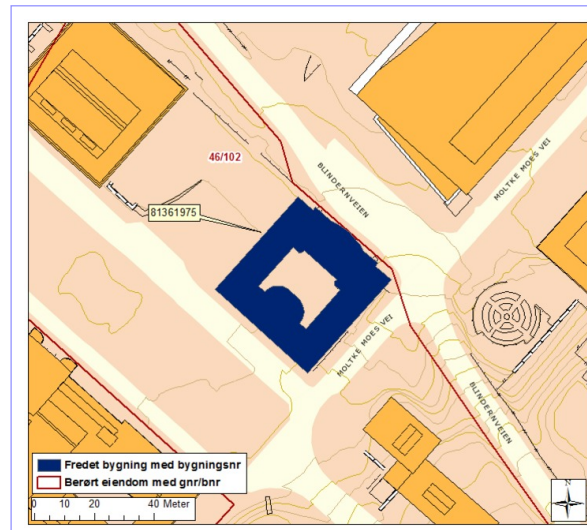 46/102
BLINDERNVEIEN
MOLTKE MOES VEI
81361975
MOLTKE MOES VEI
BLINDERNVEIEN
Fredet bygning med bygningsnr
Berørt eiendom med gnr/bnr
0 10 20 40 Meter
N